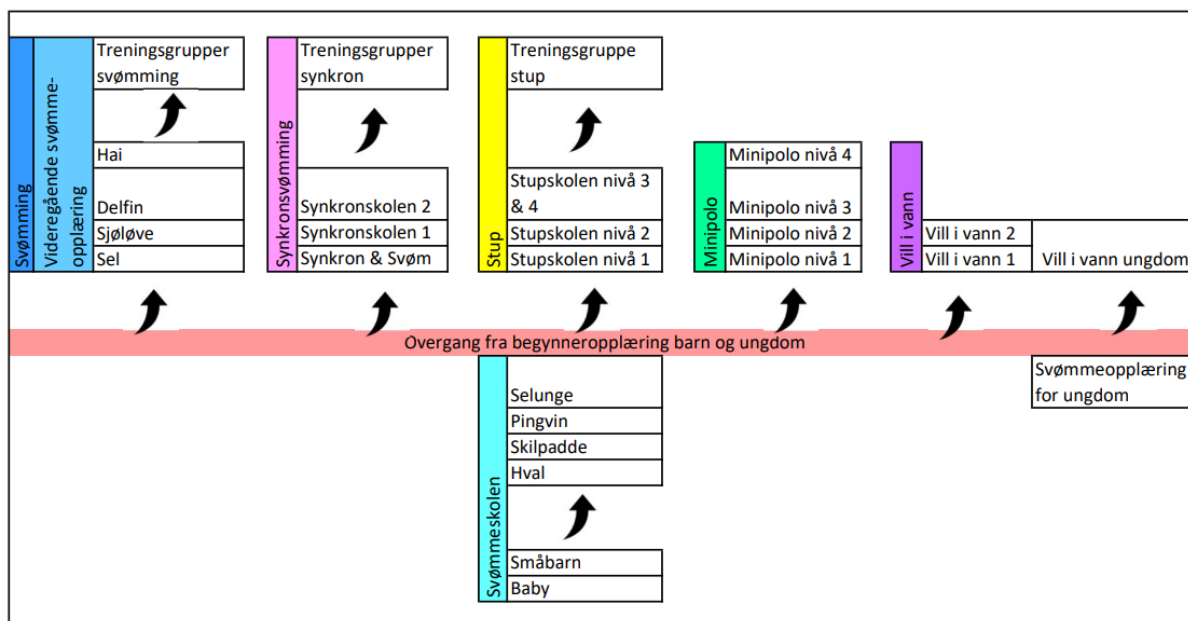 Treningsgrupper
svømming
Treningsgrupper
synkron
Treningsgruppe
stup
Svømming
Videregående svømme-
opplæring
Hai
Delfin
Sjøløve
Sel
Synkronsvømming
Synkronskolen 2
Synkronskolen 1
Synkron & Svøm
Stup
Stupskolen nivå 3
& 4
Stupskolen nivå 2
Stupskolen nivå 1
Minipolo
Minipolo nivå 4
Minipolo nivå 3
Minipolo nivå 2
Minipolo nivå 1
Vill i vann
Vill i vann 2
Vill i vann 1
Vill i vann ungdom
Overgang fra begynneropplæring barn og ungdom
Svømmeskolen
Selunge
Pingvin
Skilpadde
Hval
Småbarn
Baby
Svømmeopplæring
for ungdom